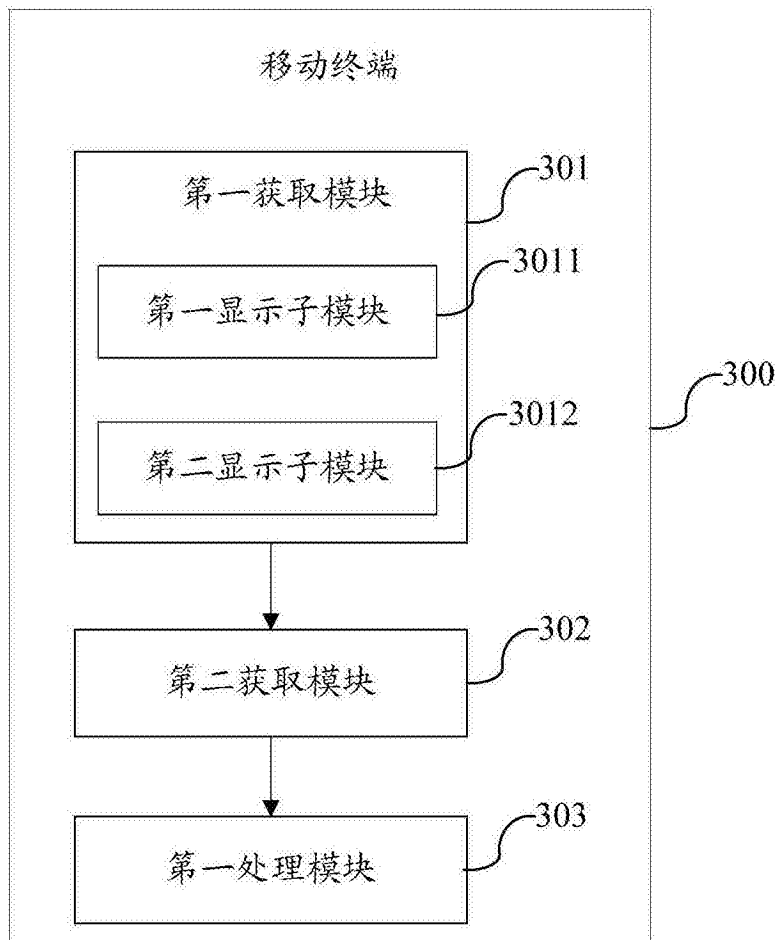 移动终端
301
第一获取模块
3011
第一显示子模块
300
3012
第二显示子模块
302
第二获取模块
303
第一处理模块